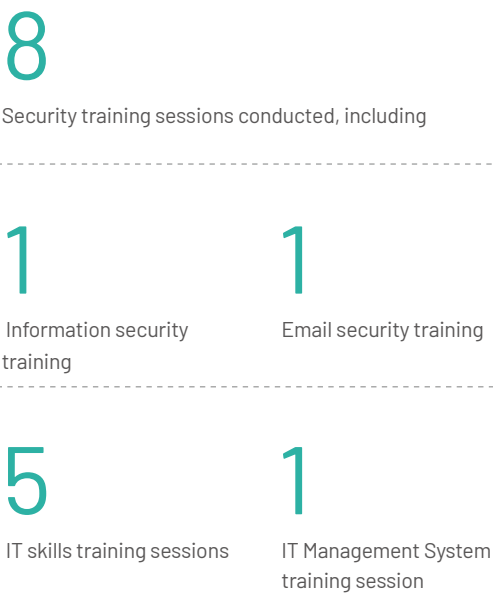 8
Security training sessions conducted, including
1
Information security
training
1
Email security training
5
IT skills training sessions
1
IT Management System
training session